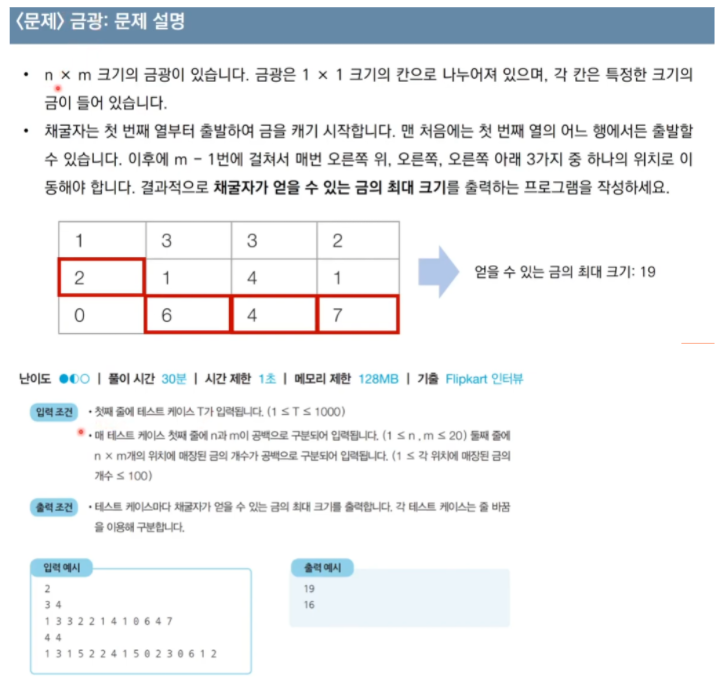 〈문제〉 금광: 문제 설명
• n × m 크기의 금광이 있습니다. 금광은 1 × 1 크기의 칸으로 나누어져 있으며, 각 칸은 특정한 크기의
금이 들어 있습니다.
• 채굴자는 첫 번째 열부터 출발하여 금을 캐기 시작합니다. 맨 처음에는 첫 번째 열의 어느 행에서든 출발할
수 있습니다. 이후에 m - 1번에 걸쳐서 매번 오른쪽 위, 오른쪽, 오른쪽 아래 3가지 중 하나의 위치로 이
동해야 합니다. 결과적으로 채굴자가 얻을 수 있는 금의 최대 크기를 출력하는 프로그램을 작성하세요.
1 3 3 2
2 1 4 1
0 6 4 7
얻을 수 있는 금의 최대 크기: 19
난이도 | 풀이 시간 30분 | 시간 제한 1초 | 메모리 제한 128MB | 기출 Flipkart 인터뷰
입력 조건 • 첫째 줄에 테스트 케이스 T가 입력됩니다. (1 ≤ T ≤ 1000)
• 매 테스트 케이스 첫째 줄에 n과 m이 공백으로 구분되어 입력됩니다. (1 ≤ n , m ≤ 20) 둘째 줄에
n × m개의 위치에 매장된 금의 개수가 공백으로 구분되어 입력됩니다. (1 ≤ 각 위치에 매장된 금의
개수 ≤ 100)
출력 조건 • 테스트 케이스마다 채굴자가 얻을 수 있는 금의 최대 크기를 출력합니다. 각 테스트 케이스는 줄 바꿈
을 이용해 구분합니다.
입력 예시
2
3 4
1 3 3 2 2 1 4 1 0 6 4 7
4 4
1 3 1 5 2 2 4 1 5 0 2 3 0 6 1 2
출력 예시
19
16